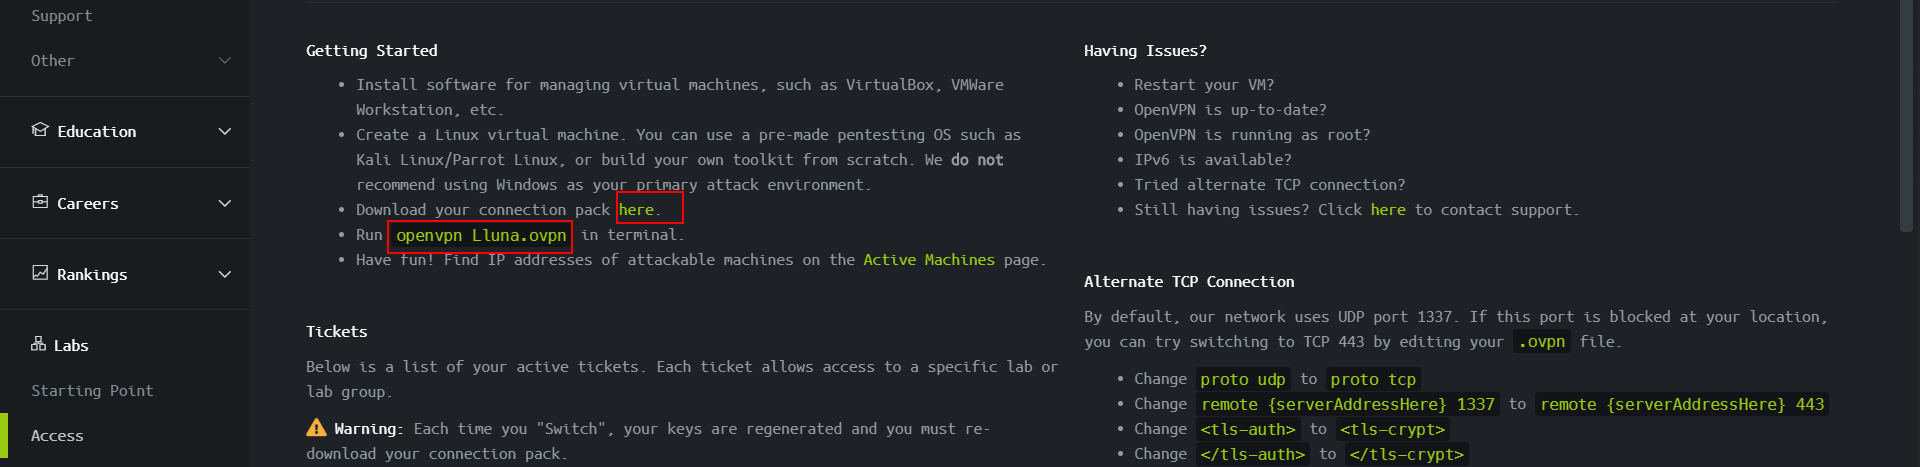 Support
Other
Education
Careers
Rankings
Labs
Starting Point
Access
Getting Started
• Install software for managing virtual machines, such as VirtualBox, VMWare
Workstation, etc.
• Create a Linux virtual machine. You can use a pre-made pentesting OS such as
Kali Linux/Parrot Linux, or build your own toolkit from scratch. We do not
recommend using Windows as your primary attack environment.
• Download your connection pack here.
• Run openvpn Lluna.ovpn in terminal.
• Have fun! Find IP addresses of attackable machines on the Active Machines page.
Tickets
Below is a list of your active tickets. Each ticket allows access to a specific lab or
lab group.
Warning: Each time you "Switch", your keys are regenerated and you must re-
download your connection pack.
Having Issues?
• Restart your VM?
• OpenVPN is up-to-date?
• OpenVPN is running as root?
• IPv6 is available?
• Tried alternate TCP connection?
• Still having issues? Click here to contact support.
Alternate TCP Connection
By default, our network uses UDP port 1337. If this port is blocked at your location,
you can try switching to TCP 443 by editing your .ovpn file.
• Change proto udp to proto tcp
• Change remote {serverAddressHere} 1337 to remote {serverAddressHere} 443
• Change <tls-auth> to <tls-crypt>
• Change </tls-auth> to </tls-crypt>